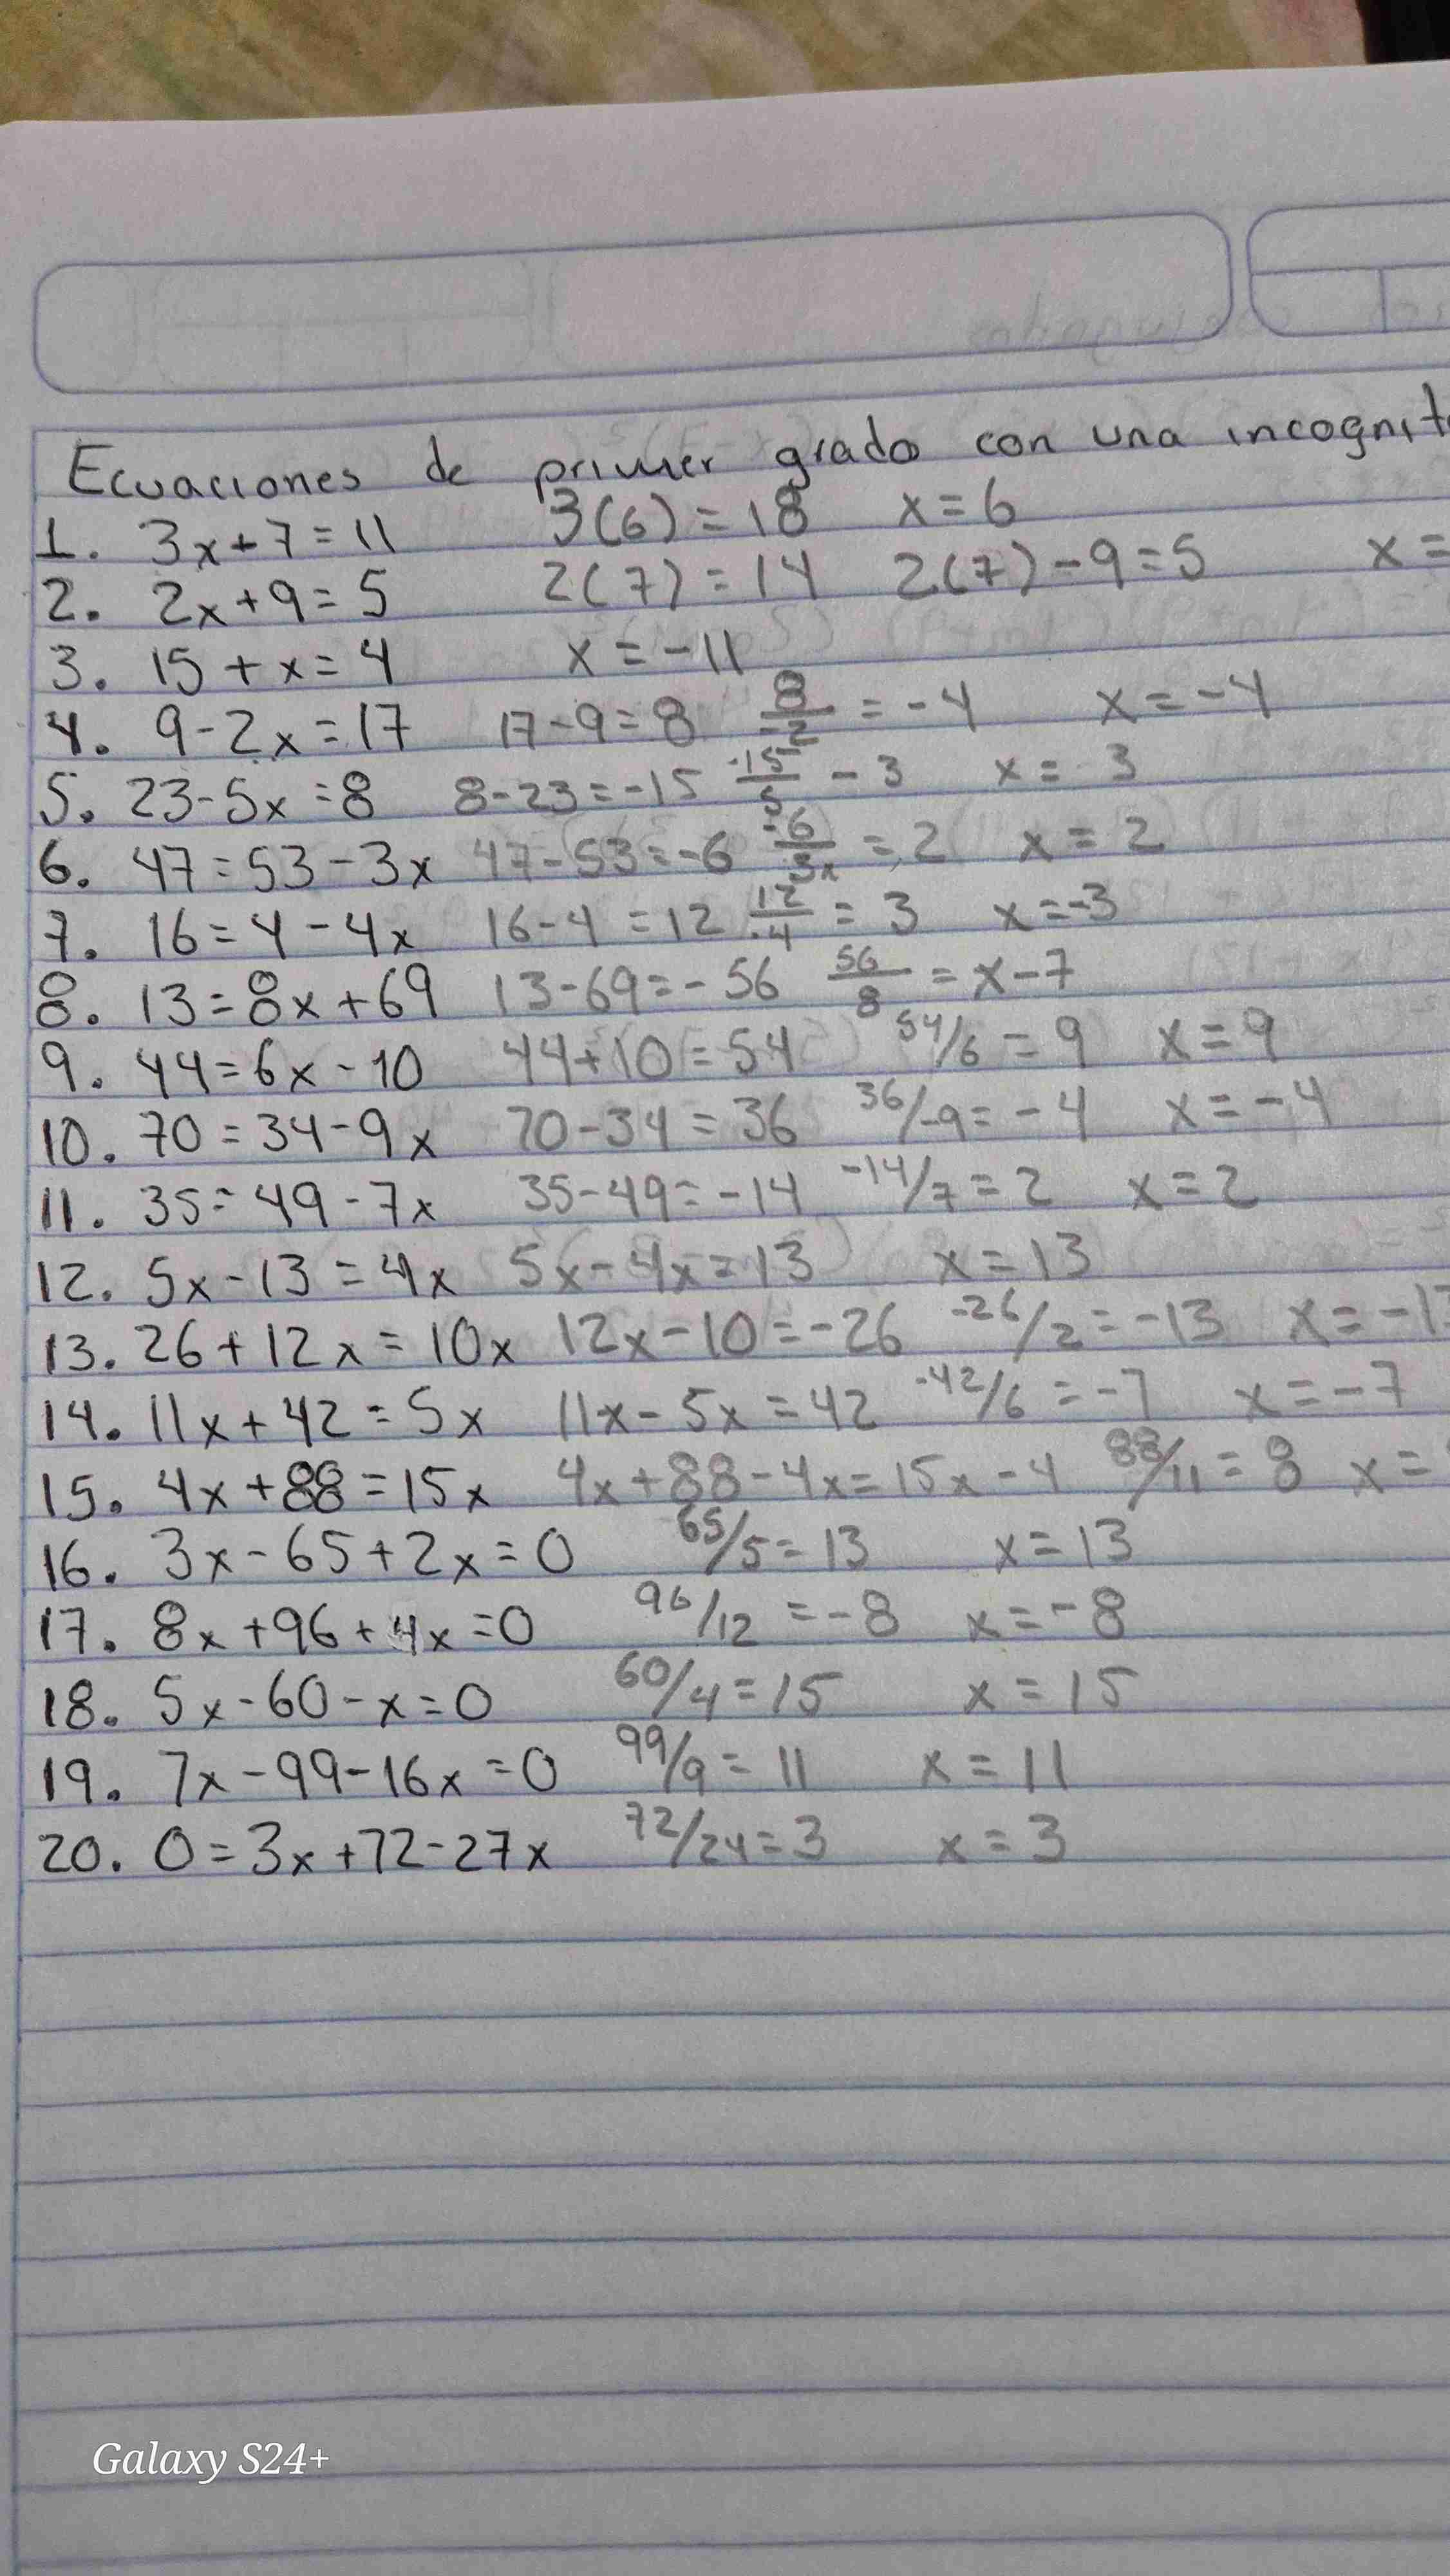 Ecuaciones de primer grado con una incognit
1. 3x+7=11 3(6)=18 x=6
2. 2x+9=5 2(7)=14 2(7)-9=5 x=
3. 15+x=4 x=-11
4. 9-2x=17 17-9=8 8/-2=-4 x=-4
5. 23-5x=8 8-23=-15 -15/5 -3 x= 3
6. 47=53-3x 47-53=-6 -6/3x=2 x=2
7. 16=4-4x 16-4=12 12/-4=3 x=-3
8. 13=8x+69 13-69=-56 56/8=x-7
9. 44=6x-10 44+10=54 54/6=9 x=9
10. 70=34-9x 70-34=36 36/-9=-4 x=-4
11. 35=49-7x 35-49=-14 -14/7=2 x=2
12. 5x-13=4x 5x-4x=13 x=13
13. 26+12x=10x 12x-10=-26 -26/2=-13 x=-13
14. 11x+42=5x 11x-5x=42 -42/6=-7 x=-7
15. 4x+88=15x 4x+88-4x=15x-4 88/11=8 x=
16. 3x-65+2x=0 65/5=13 x=13
17. 8x+96+4x=0 96/12=-8 x=-8
18. 5x-60-x=0 60/4=15 x=15
19. 7x-99-16x=0 99/9=11 x=11
20. 0=3x+72-27x 72/24=3 x=3
Galaxy S24+